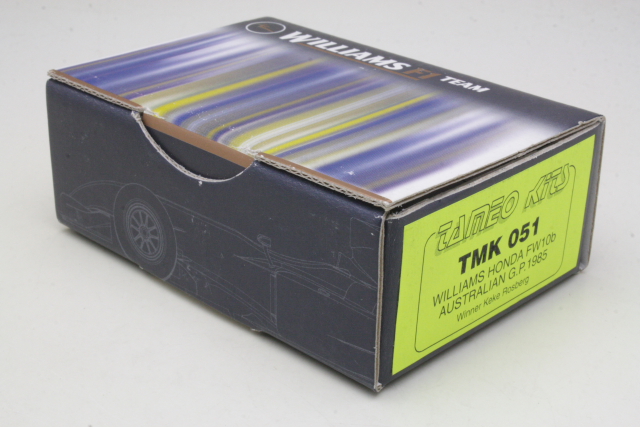 WILLIAMS F1 TEAM
TAMEO KITS
TMK 051
WILLIAMS HONDA FW10b
AUSTRALIAN G.P. 1985
Winner Keke Rosberg